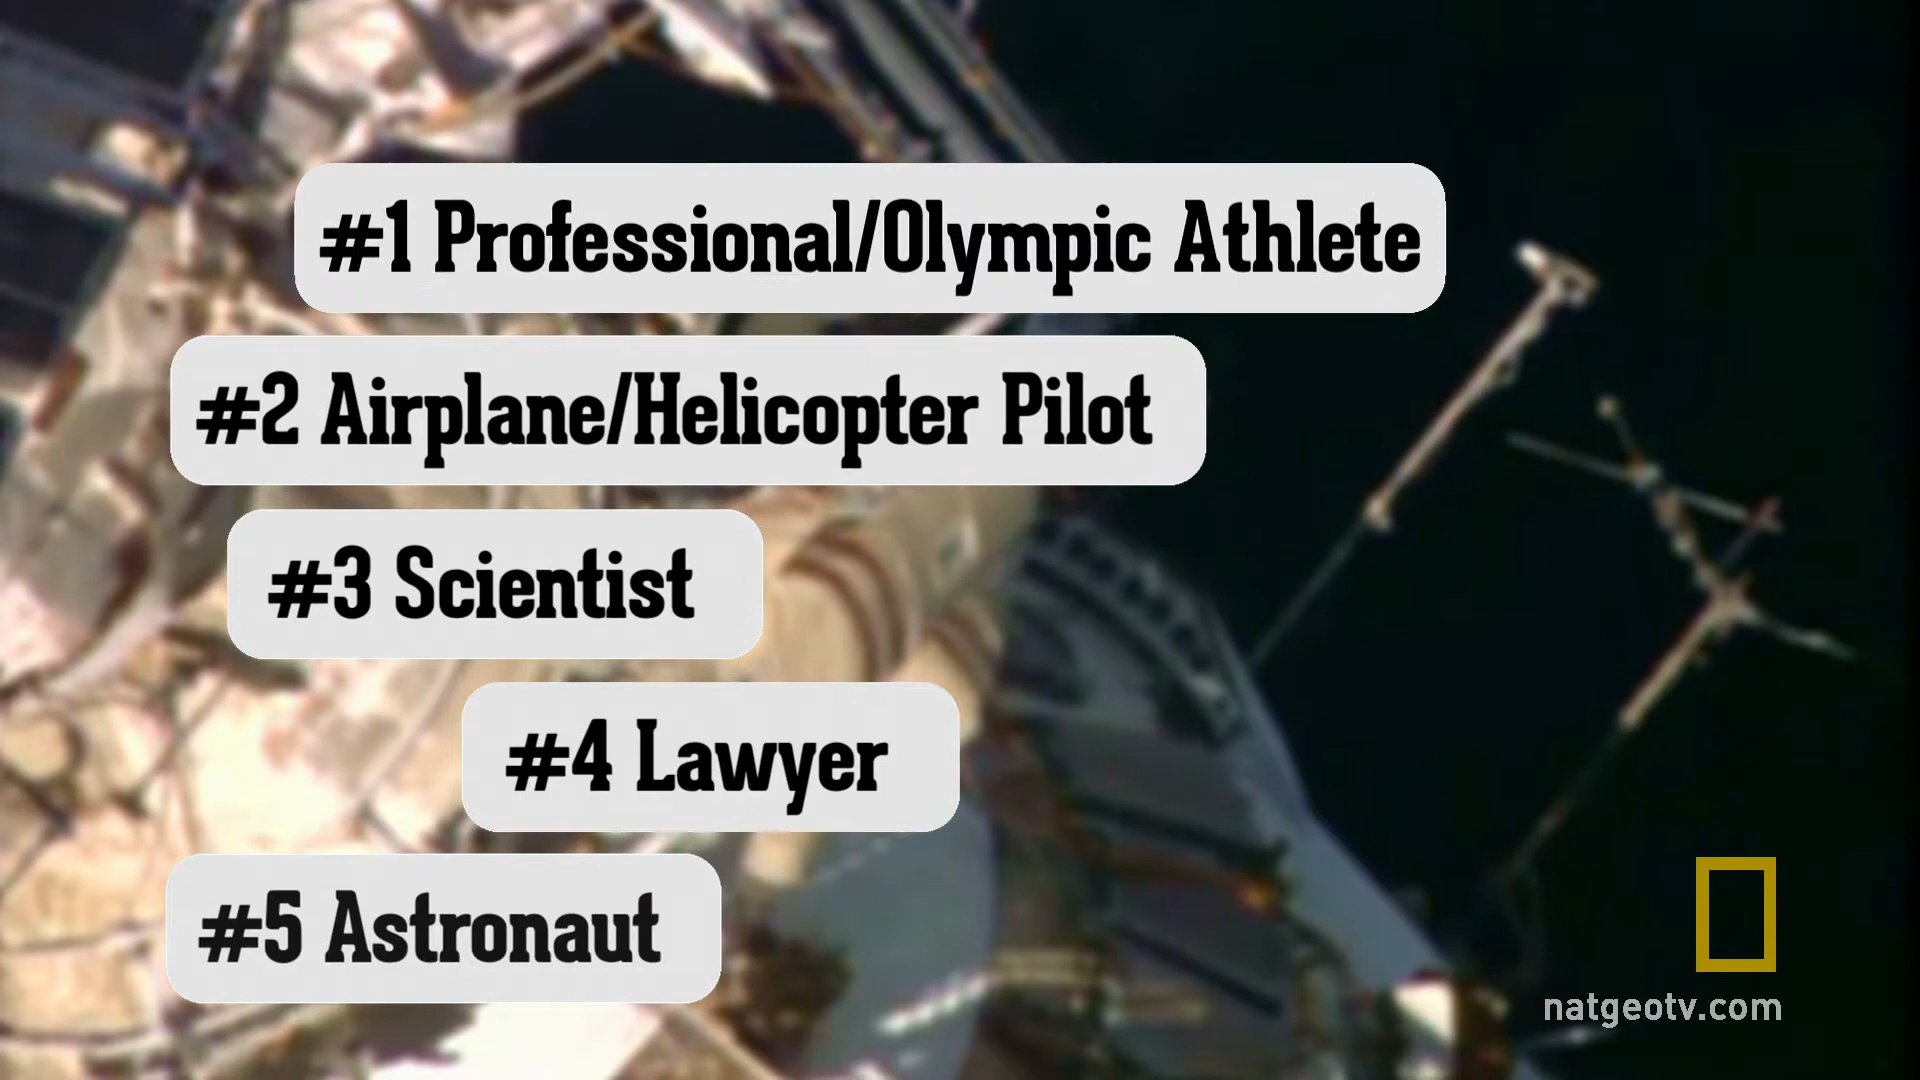 #1 Professional/Olympic Athlete
#2 Airplane/Helicopter Pilot
#3 Scientist
#4 Lawyer
#5 Astronaut
natgeotv.com